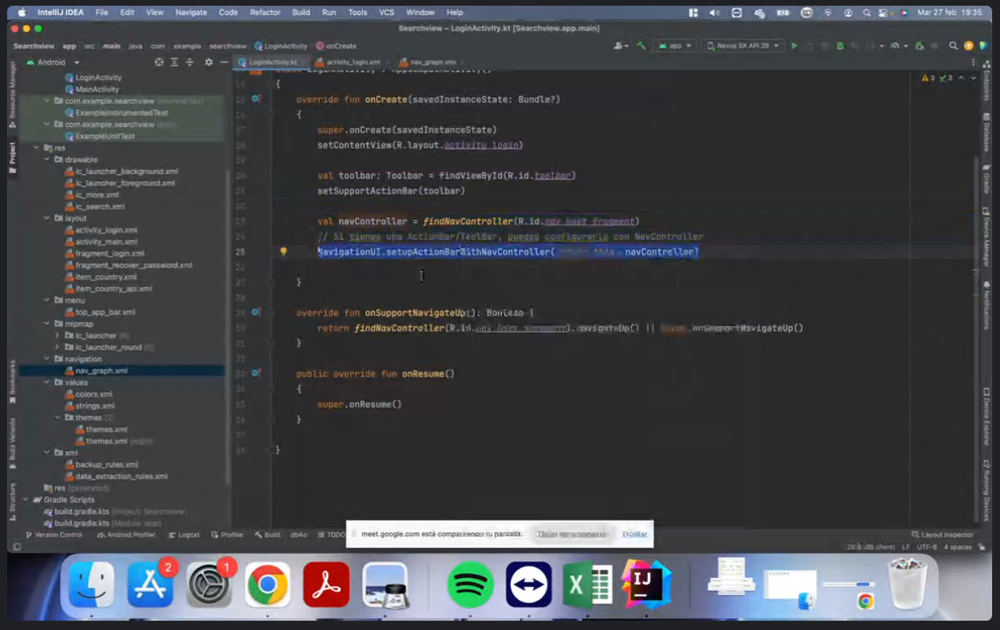 IntelliJ IDEA File Edit View Navigate Code Refactor Build Run Tools VCS Window Help Mar 27 feb 19:35
Searchview – LoginActivity.kt [Searchview.app.main]
Searchview app src main java com example searchview LoginActivity onCreate
app Nexus 5X API 29
Android
LoginActivity.kt activity_login.xml nav_graph.xml
LoginActivity
MainActivity
com.example.searchview (androidTest)
ExampleInstrumentedTest
com.example.searchview (test)
ExampleUnitTest
res
drawable
ic_launcher_background.xml
ic_launcher_foreground.xml
ic_more.xml
ic_search.xml
layout
activity_login.xml
activity_main.xml
fragment_login.xml
fragment_recover_password.xml
item_country.xml
item_country_api.xml
menu
top_app_bar.xml
mipmap
ic_launcher (6)
ic_launcher_round (6)
navigation
nav_graph.xml
values
colors.xml
strings.xml
themes (2)
themes.xml
themes.xml (night)
xml
backup_rules.xml
data_extraction_rules.xml
res (generated)
Gradle Scripts
build.gradle.kts (Project: Searchview)
build.gradle.kts (Module :app)
3 3
14 {
15 override fun onCreate(savedInstanceState: Bundle?)
16 {
17 super.onCreate(savedInstanceState)
18 setContentView(R.layout.activity_login)
19
20 val toolbar: Toolbar = findViewById(R.id.toolbar)
21 setSupportActionBar(toolbar)
22
23 val navController = findNavController(R.id.nav_host_fragment)
24 // Si tienes una ActionBar/ToolBar, puedes configurarla con NavController
25 NavigationUI.setupActionBarWithNavController( this navController)
26
27 }
28
29 override fun onSupportNavigateUp(): Boolean {
30 return findNavController(R.id.nav_host_fragment).navigateUp() || super.onSupportNavigateUp()
31 }
32
33 public override fun onResume()
34 {
35 super.onResume()
36 }
37
38 }
Resource Manager
Project
Bookmarks
Build Variants
Structure
Endpoints
Database
Gradle
Device Manager
Notifications
Device Explorer
Running Devices
Version Control Android Profiler Logcat Profiler Build db4o TODO
Layout Inspector
meet.google.com está compartiendo tu pantalla. Ocultar
LF UTF-8 4 spaces
2
1
IJ